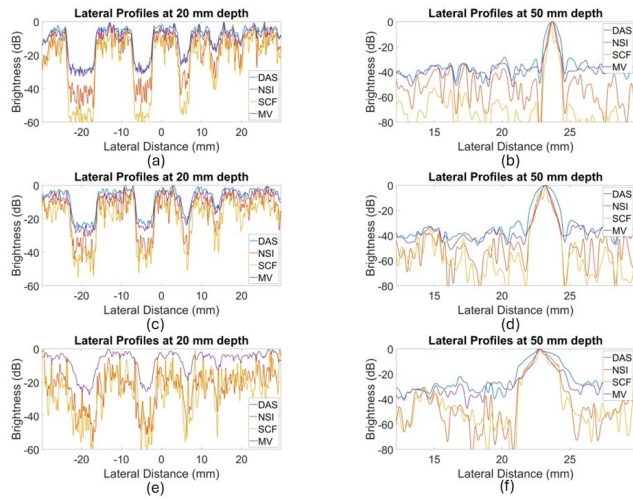 Lateral Profiles at 20 mm depth
Brightness (dB)
0
-20
-40
-60
-20
-10
0
10
20
Lateral Distance (mm)
DAS
NSI
SCF
MV
(a)
Lateral Profiles at 50 mm depth
Brightness (dB)
0
-20
-40
-60
-80
15
20
25
Lateral Distance (mm)
DAS
NSI
SCF
MV
(b)
Lateral Profiles at 20 mm depth
Brightness (dB)
0
-20
-40
-60
-20
-10
0
10
20
Lateral Distance (mm)
DAS
NSI
SCF
MV
(c)
Lateral Profiles at 50 mm depth
Brightness (dB)
0
-20
-40
-60
-80
15
20
25
Lateral Distance (mm)
DAS
NSI
SCF
MV
(d)
Lateral Profiles at 20 mm depth
Brightness (dB)
0
-20
-40
-60
-20
-10
0
10
20
Lateral Distance (mm)
DAS
NSI
SCF
MV
(e)
Lateral Profiles at 50 mm depth
Brightness (dB)
0
-20
-40
-60
-80
15
20
25
Lateral Distance (mm)
DAS
NSI
SCF
MV
(f)